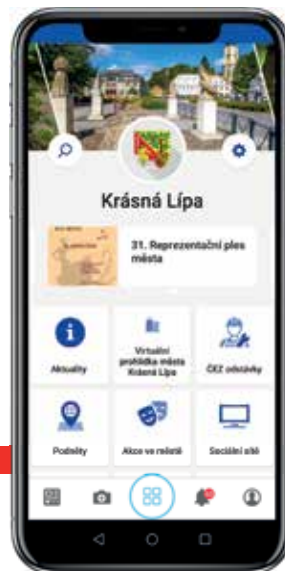 Krásná Lípa
31. Reprezentační ples
města
Aktuality
Virtuální
prohlídka města
Krásná Lípa
ČEZ odstávky
Podněty
Akce ve městě
Sociální sítě